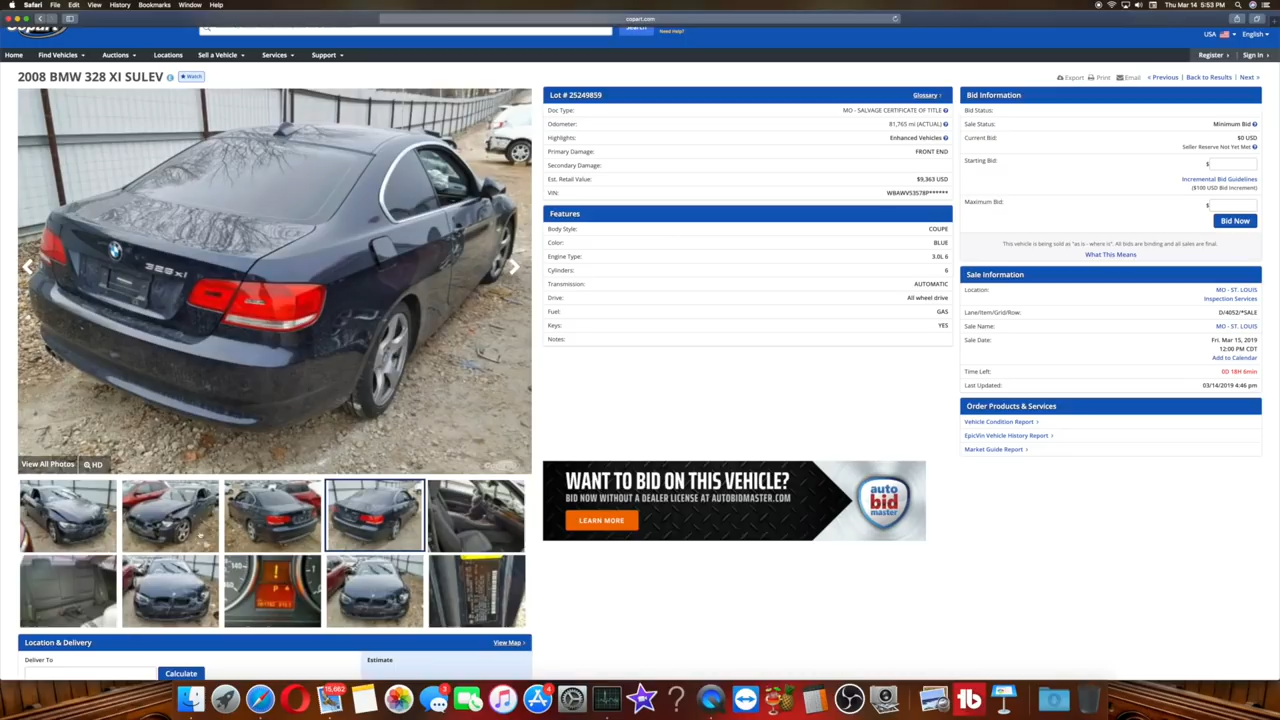 Safari File Edit View History Bookmarks Window Help
Thu Mar 14 5:53 PM
copart.com
Search
Need Help?
USA English
Home Find Vehicles Auctions Locations Sell a Vehicle Services Support
Register Sign In
2008 BMW 328 XI SULEV
Watch
Export Print Email
« Previous Back to Results Next »
328xi
View All Photos HD
Lot # 25249859
Glossary
Doc Type: MO - SALVAGE CERTIFICATE OF TITLE
Odometer: 81,765 mi (ACTUAL)
Highlights: Enhanced Vehicles
Primary Damage: FRONT END
Secondary Damage:
Est. Retail Value: $9,363 USD
VIN: WBAWV53578P******
Features
Body Style: COUPE
Color: BLUE
Engine Type: 3.0L 6
Cylinders: 6
Transmission: AUTOMATIC
Drive: All wheel drive
Fuel: GAS
Keys: YES
Notes:
WANT TO BID ON THIS VEHICLE?
BID NOW WITHOUT A DEALER LICENSE AT AUTOBIDMASTER.COM
LEARN MORE
auto
bid
master
Bid Information
Bid Status:
Sale Status: Minimum Bid
Current Bid: $0 USD
Seller Reserve Not Yet Met
Starting Bid: $
Incremental Bid Guidelines
($100 USD Bid Increment)
Maximum Bid: $
Bid Now
This vehicle is being sold as "as is - where is". All bids are binding and all sales are final.
What This Means
Sale Information
Location: MO - ST. LOUIS
Inspection Services
Lane/Item/Grid/Row: D/4052/*SALE
Sale Name: MO - ST. LOUIS
Sale Date: Fri. Mar 15, 2019
12:00 PM CDT
Add to Calendar
Time Left: 0D 18H 6min
Last Updated: 03/14/2019 4:46 pm
Order Products & Services
Vehicle Condition Report
EpicVin Vehicle History Report
Market Guide Report
Location & Delivery
View Map
Deliver To
Estimate
Calculate
15,662
3
4